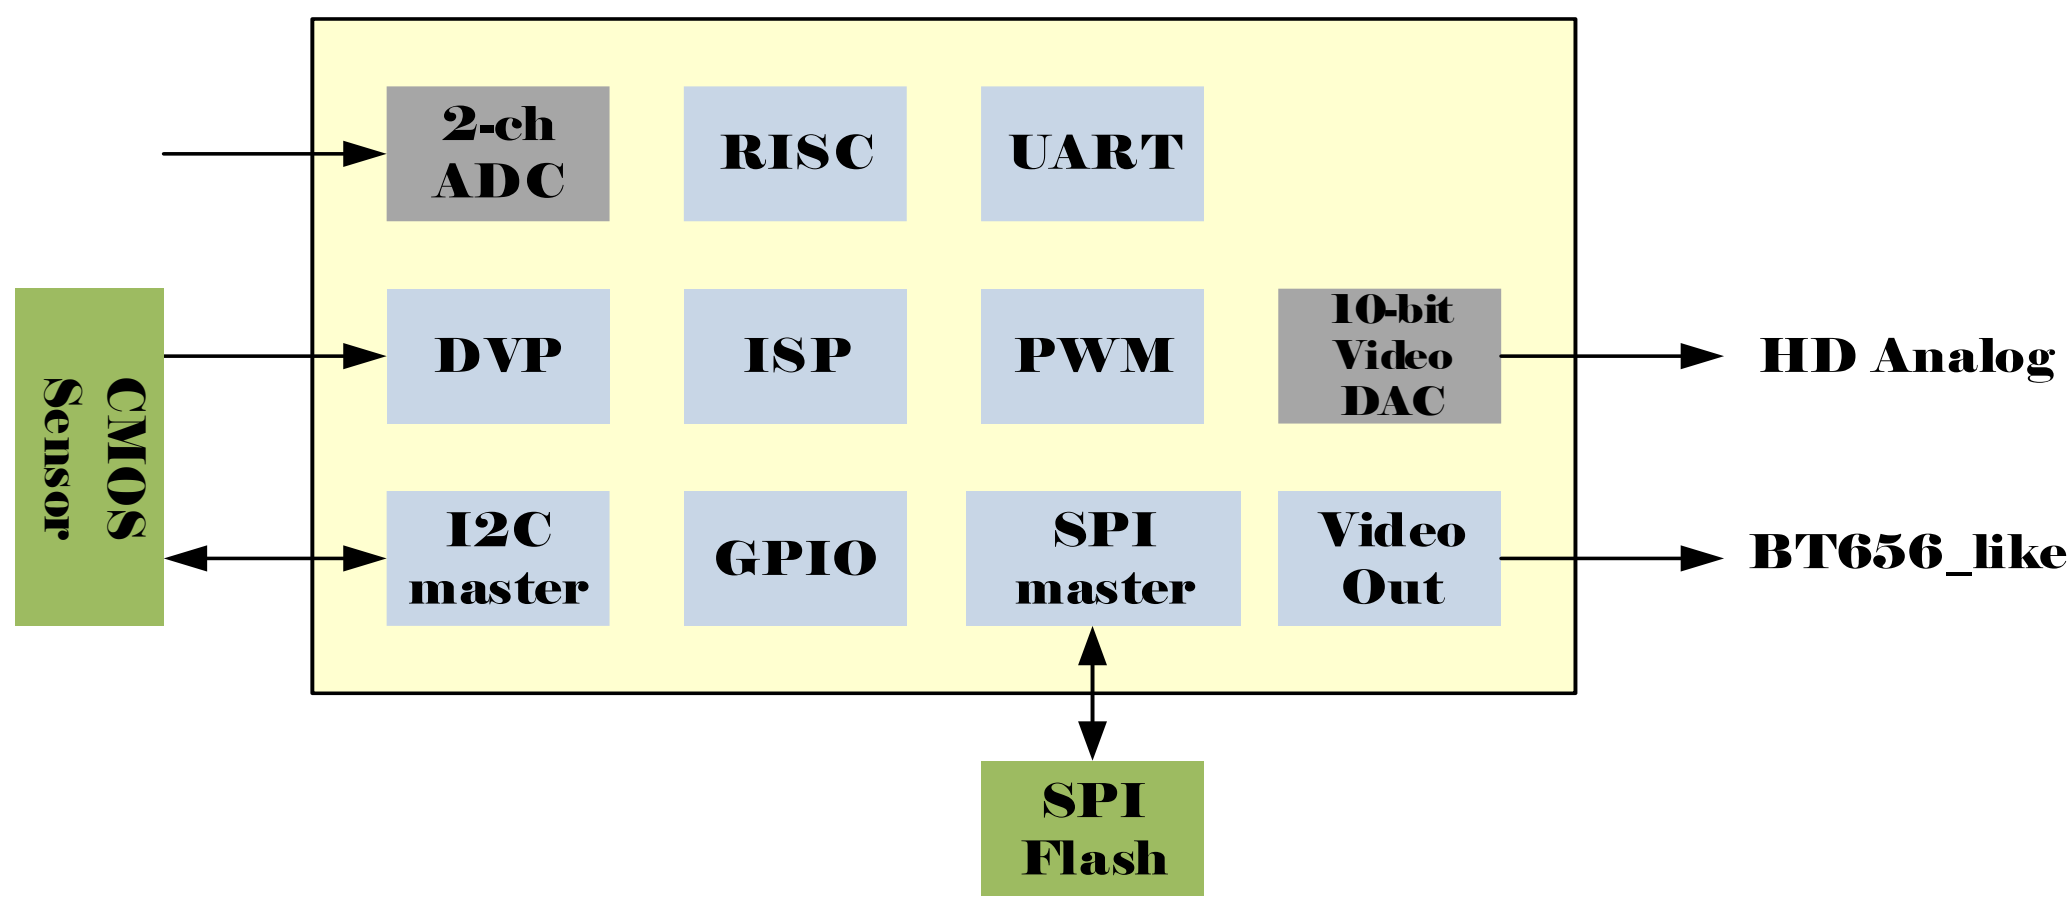 2-ch
ADC
RISC
UART
CMOS
Sensor
DVP
ISP
PWM
10-bit
Video
DAC
HD Analog
I2C
master
GPIO
SPI
master
Video
Out
BT656_like
SPI
Flash